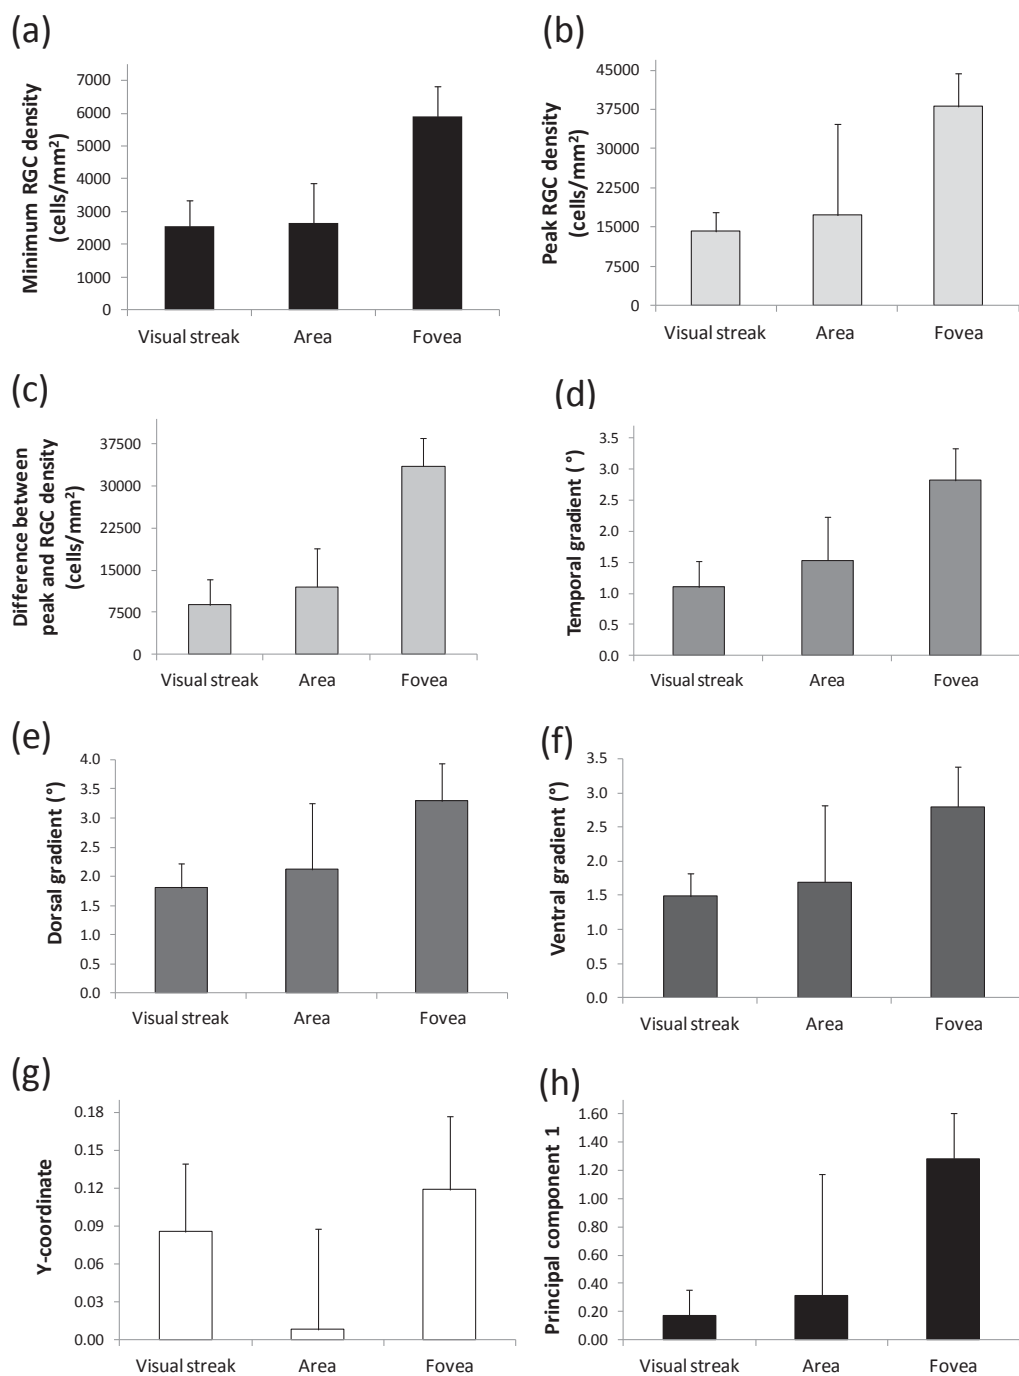 (a)
Minimum RGC density
(cells/mm²)
7000
6000
5000
4000
3000
2000
1000
0
Visual streak Area Fovea
(b)
Peak RGC density
(cells/mm²)
45000
37500
30000
22500
15000
7500
0
Visual streak Area Fovea
(c)
Difference between
peak and RGC density
(cells/mm²)
37500
30000
22500
15000
7500
0
Visual streak Area Fovea
(d)
Temporal gradient (°)
3.5
3.0
2.5
2.0
1.5
1.0
0.5
0.0
Visual streak Area Fovea
(e)
Dorsal gradient (°)
4.0
3.5
3.0
2.5
2.0
1.5
1.0
0.5
0.0
Visual streak Area Fovea
(f)
Ventral gradient (°)
3.5
3.0
2.5
2.0
1.5
1.0
0.5
0.0
Visual streak Area Fovea
(g)
Y-coordinate
0.18
0.15
0.12
0.09
0.06
0.03
0.00
Visual streak Area Fovea
(h)
Principal component 1
1.60
1.40
1.20
1.00
0.80
0.60
0.40
0.20
0.00
Visual streak Area Fovea